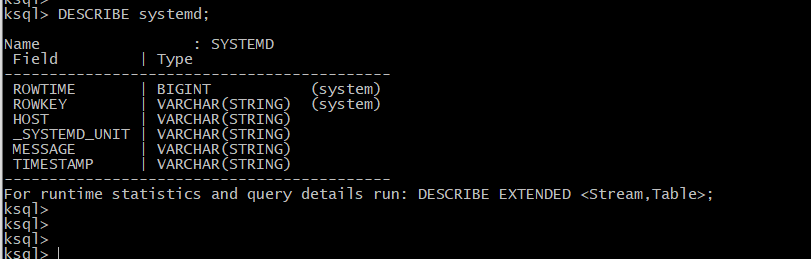 ksql>
ksql> DESCRIBE systemd;
Name                 : SYSTEMD
 Field         | Type
-------------------------------------------
 ROWTIME       | BIGINT           (system)
 ROWKEY        | VARCHAR(STRING)  (system)
 HOST          | VARCHAR(STRING)
 _SYSTEMD_UNIT | VARCHAR(STRING)
 MESSAGE       | VARCHAR(STRING)
 TIMESTAMP     | VARCHAR(STRING)
-------------------------------------------
For runtime statistics and query details run: DESCRIBE EXTENDED <Stream,Table>;
ksql>
ksql>
ksql>
ksql>